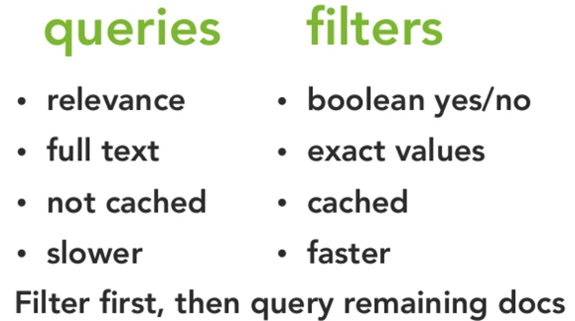 queries filters
• relevance • boolean yes/no
• full text • exact values
• not cached • cached
• slower • faster
Filter first, then query remaining docs